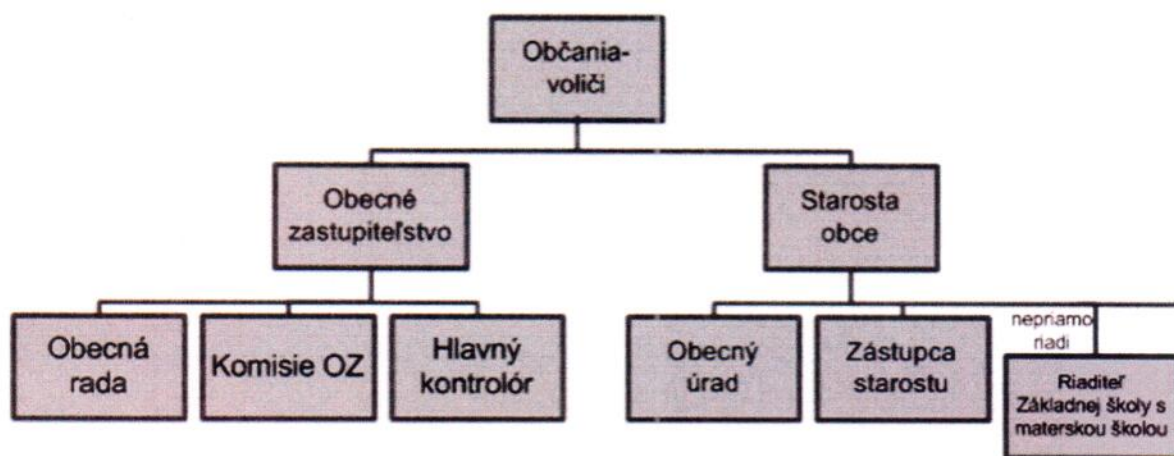 Občania-
voliči
Obecné
zastupiteľstvo
Starosta
obce
Obecná
rada
Komisie OZ
Hlavný
kontrolór
Obecný
úrad
Zástupca
starostu
nepriamo
riadi
Riaditeľ
Základnej školy s
materskou školou